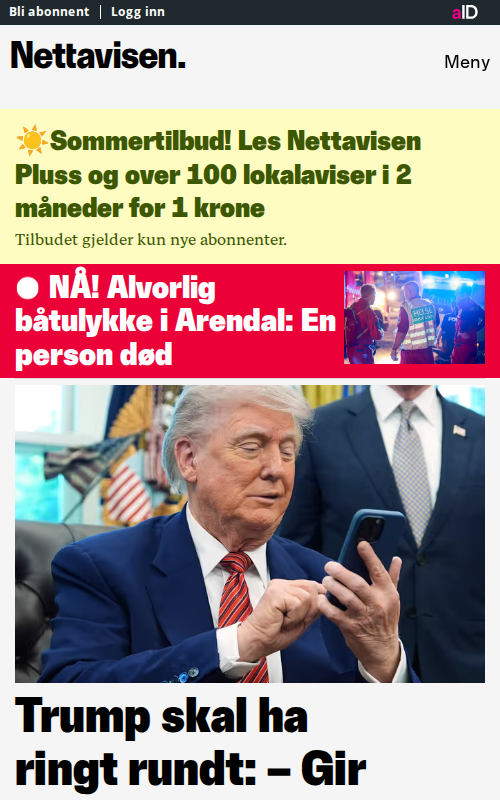 Bli abonnent | Logg inn
aID
Nettavisen.
Meny
☀️Sommertilbud! Les Nettavisen
Pluss og over 100 lokalaviser i 2
måneder for 1 krone
Tilbudet gjelder kun nye abonnenter.
NÅ! Alvorlig
båtulykke i Arendal: En
person død
HELSE
Trump skal ha
ringt rundt: – Gir